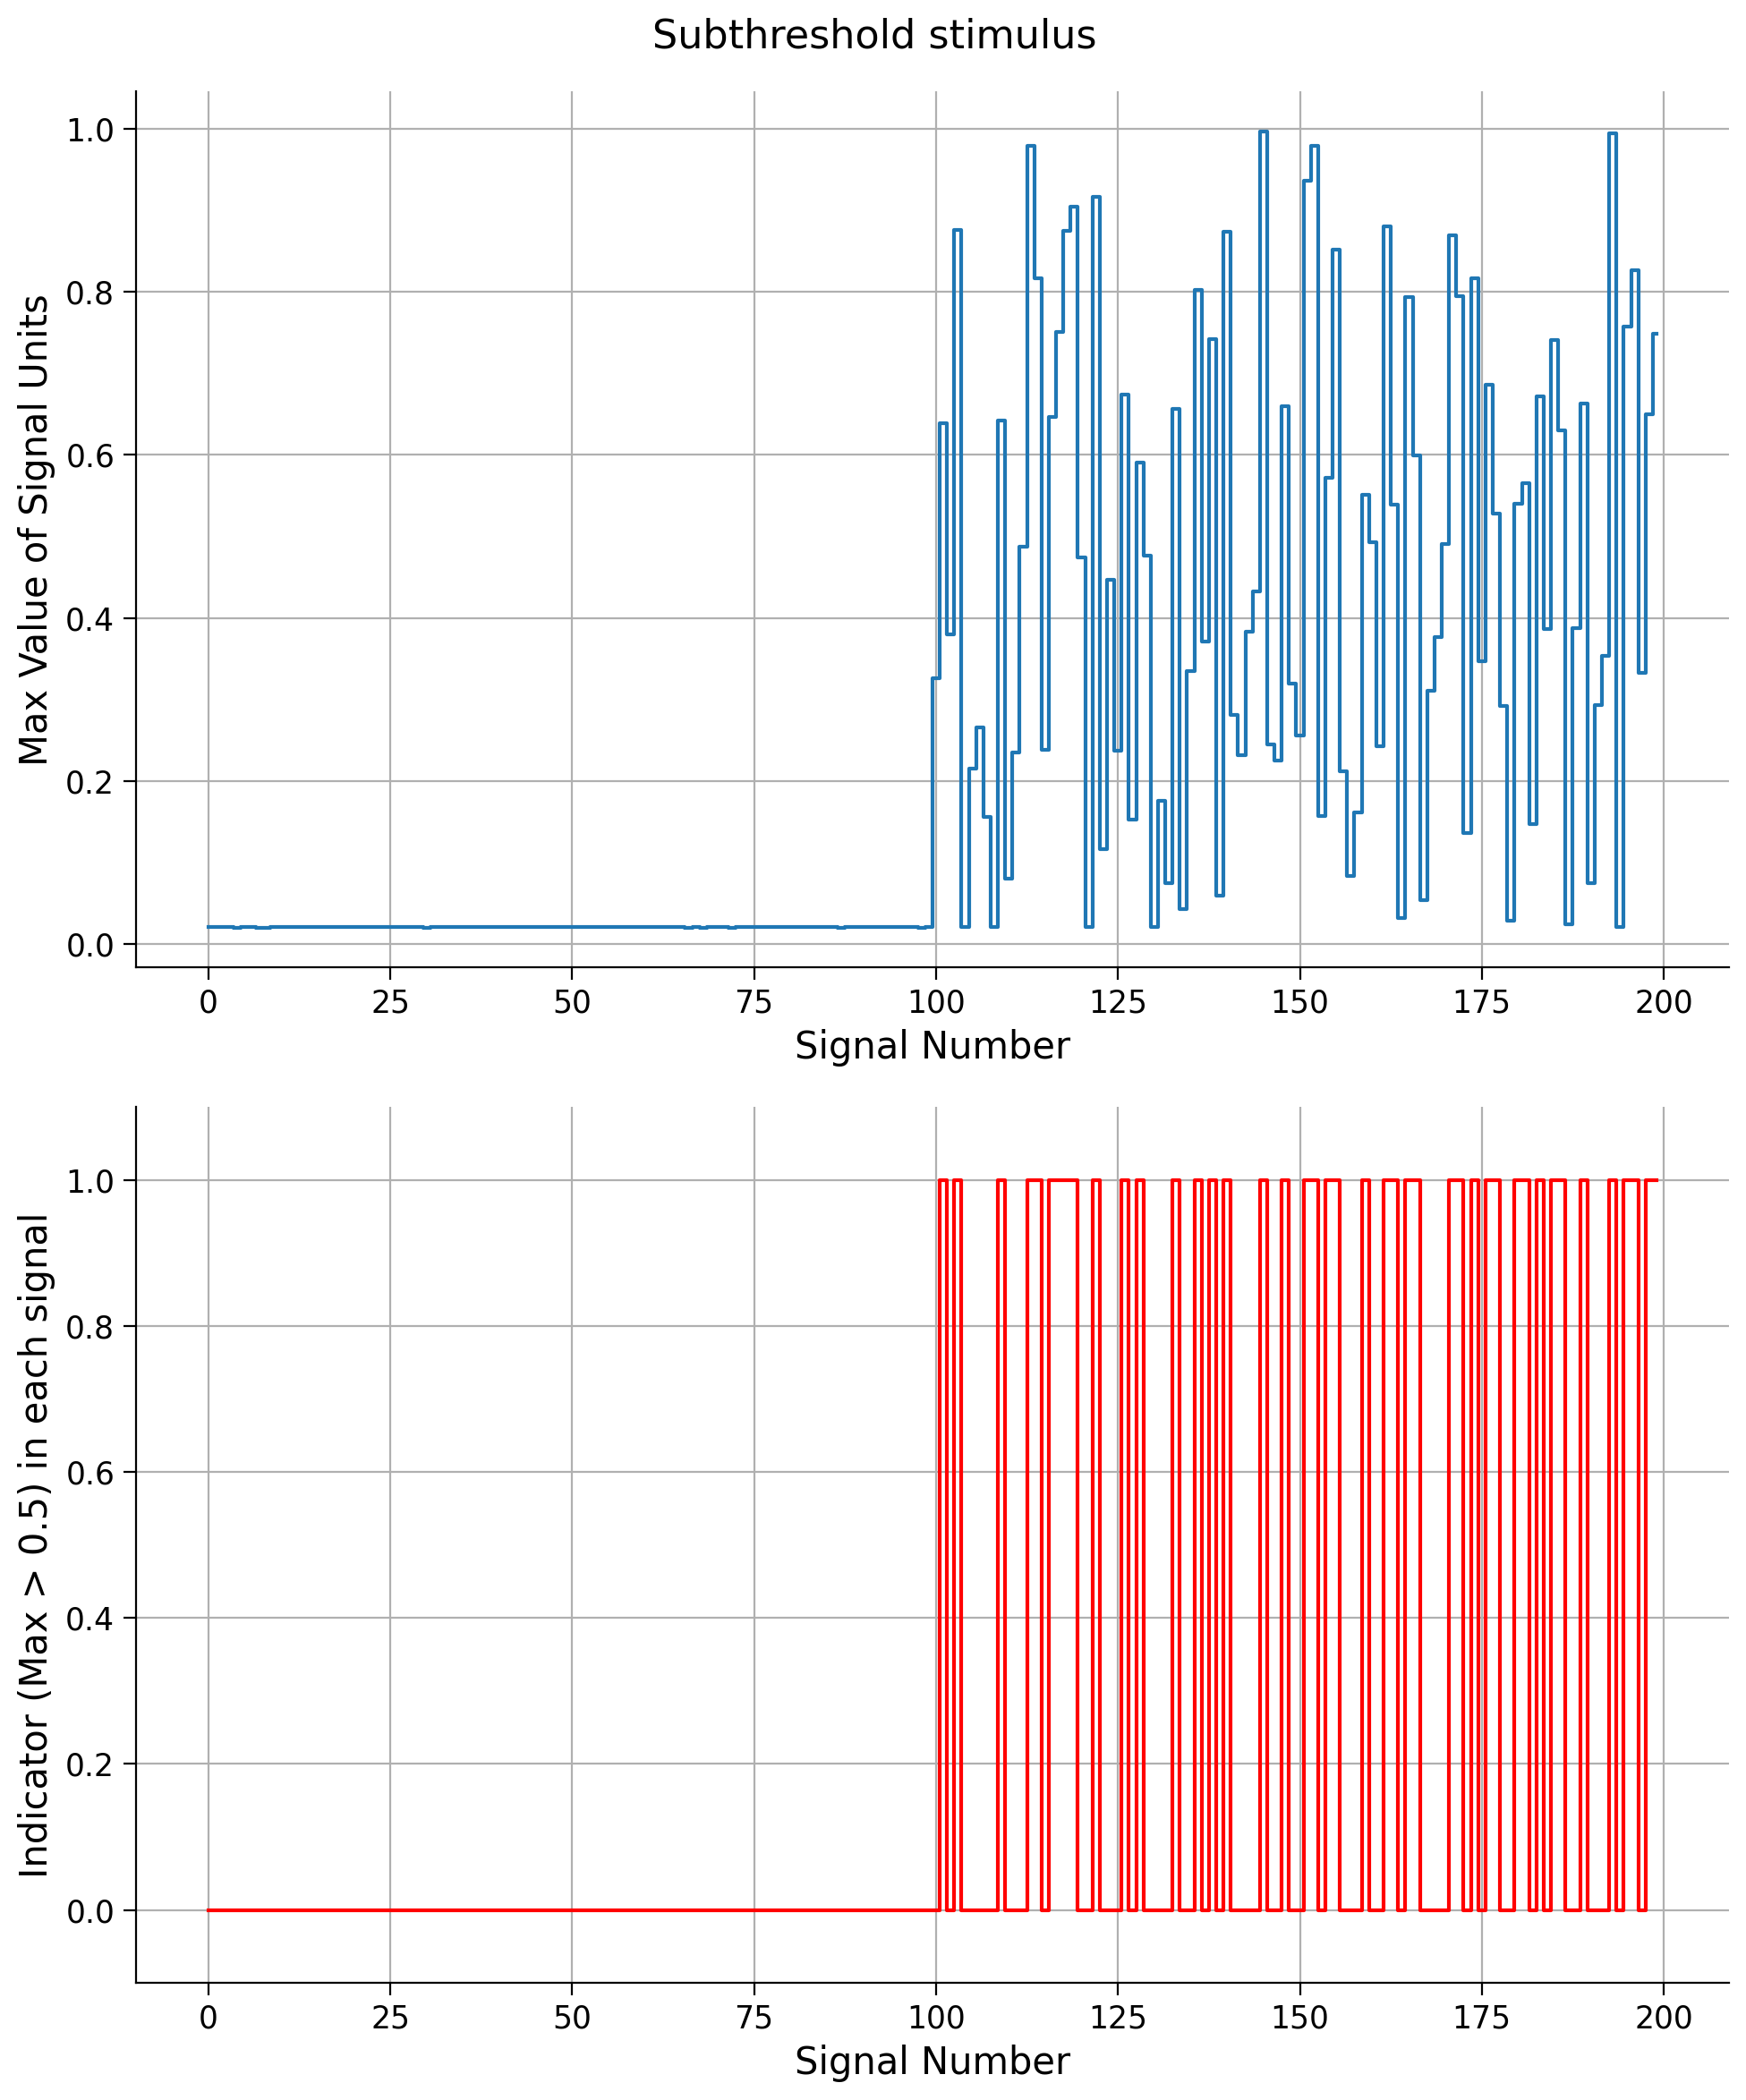 Subthreshold stimulus
Max Value of Signal Units
1.0
0.8
0.6
0.4
0.2
0.0
0 25 50 75 100 125 150 175 200
Signal Number
Indicator (Max > 0.5) in each signal
1.0
0.8
0.6
0.4
0.2
0.0
0 25 50 75 100 125 150 175 200
Signal Number